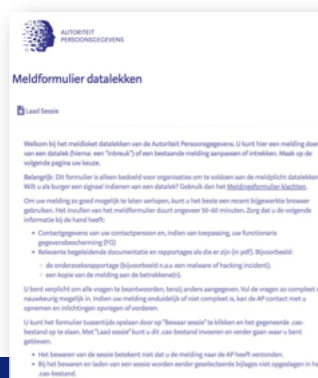 AUTORITEIT
PERSOONSGEGEVENS
Meldformulier datalekken
Laad Sessie
Welkom bij het meldloket datalekken van de Autoriteit Persoonsgegevens. U kunt hier een melding doen
van een datalek (hierna: een "inbreuk") of een bestaande melding aanpassen of intrekken. Maak op de
volgende pagina uw keuze.
Belangrijk: Dit formulier is alleen bedoeld voor organisaties om te voldoen aan de meldplicht datalekken.
Wilt u als burger een signaal indienen van een datalek? Gebruik dan het Meldingsformulier klachten.
Om uw melding zo goed mogelijk te laten verlopen, kunt u het beste een recent bijgewerkte browser
gebruiken. Het invullen van het meldformulier duurt ongeveer 30-60 minuten. Zorg dat u de volgende
informatie bij de hand heeft:
• Contactgegevens van uw contactpersoon en, indien van toepassing, uw functionaris
gegevensbescherming (FG)
• Relevante begeleidende documentatie en rapportages als die er zijn (in pdf). Bijvoorbeeld:
○ de onderzoeksrapportage (bijvoorbeeld n.a.v. een malware of hacking incident);
○ een kopie van de melding aan de betrokkene(n).
U bent verplicht om alle vragen te beantwoorden, tenzij anders aangegeven. Vul de vragen zo compleet en
nauwkeurig mogelijk in. Indien uw melding onduidelijk of niet compleet is, kan de AP contact met u
opnemen en inlichtingen opvragen of vorderen.
U kunt het formulier tussentijds opslaan door op "Bewaar sessie" te klikken en het gegenereerde .cas-
bestand op te slaan. Met "Laad sessie" kunt u dit .cas-bestand invoeren en verder gaan waar u bent
gebleven.
• Het bewaren van de sessie betekent niet dat u de melding naar de AP heeft verzonden.
• Bij het bewaren en laden van een sessie worden eerder geselecteerde bijlages niet opgeslagen in het
.cas-bestand.